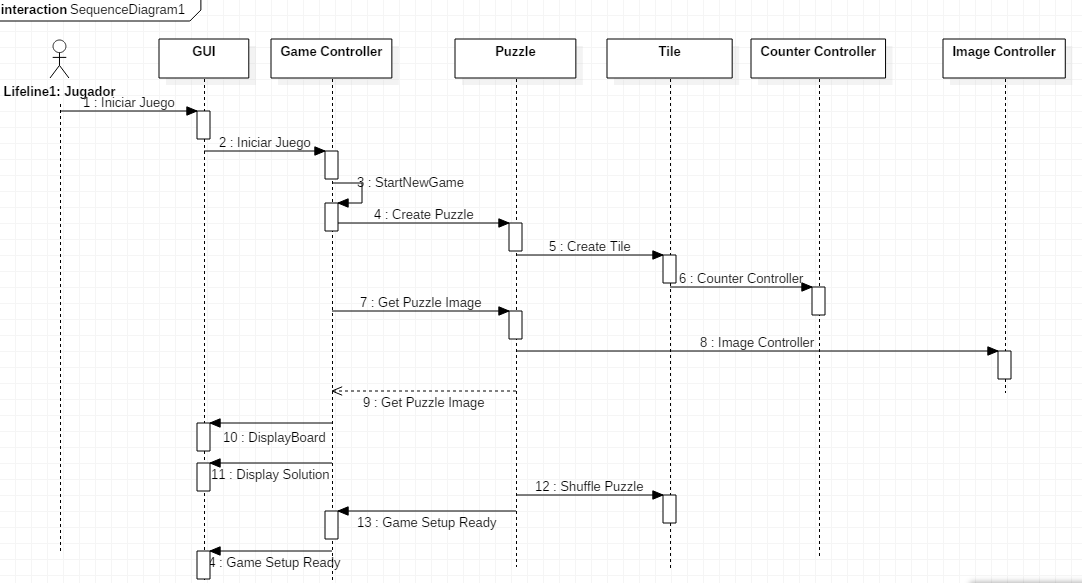 interaction SequenceDiagram1
GUI
Game Controller
Puzzle
Tile
Counter Controller
Image Controller
Lifeline1: Jugador
1 : Iniciar Juego
2 : Iniciar Juego
3 : StartNewGame
4 : Create Puzzle
5 : Create Tile
6 : Counter Controller
7 : Get Puzzle Image
8 : Image Controller
9 : Get Puzzle Image
10 : DisplayBoard
11 : Display Solution
12 : Shuffle Puzzle
13 : Game Setup Ready
4 : Game Setup Ready